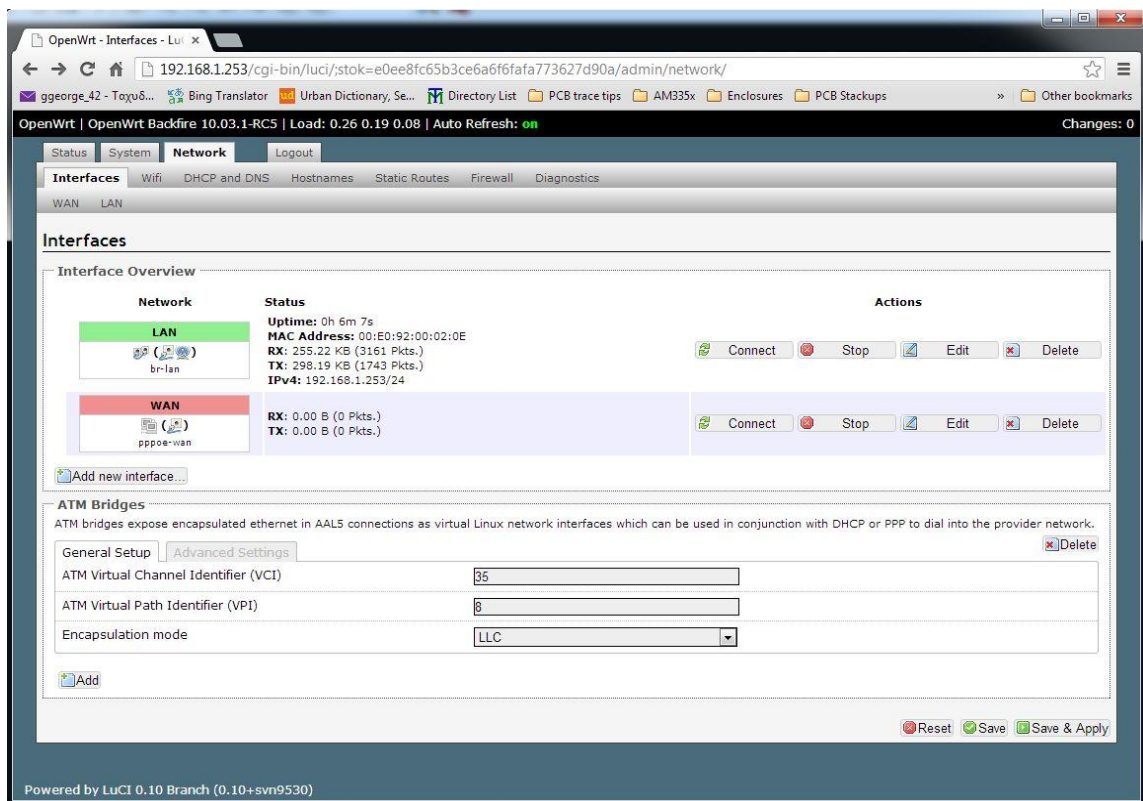 OpenWrt - Interfaces - Lu
192.168.1.253/cgi-bin/luci/;stok=e0ee8fc65b3ce6a6f6fafa773627d90a/admin/network/
ggeorge_42 - Ταχυδ... Bing Translator Urban Dictionary, Se... Directory List PCB trace tips AM335x Enclosures PCB Stackups » Other bookmarks
OpenWrt | OpenWrt Backfire 10.03.1-RC5 | Load: 0.26 0.19 0.08 | Auto Refresh: on Changes: 0
Status System Network Logout
Interfaces Wifi DHCP and DNS Hostnames Static Routes Firewall Diagnostics
WAN LAN
Interfaces
Interface Overview
Network Status Actions
LAN
br-lan
Uptime: 0h 6m 7s
MAC Address: 00:E0:92:00:02:0E
RX: 255.22 KB (3161 Pkts.)
TX: 298.19 KB (1743 Pkts.)
IPv4: 192.168.1.253/24
Connect Stop Edit Delete
WAN
pppoe-wan
RX: 0.00 B (0 Pkts.)
TX: 0.00 B (0 Pkts.)
Connect Stop Edit Delete
Add new interface...
ATM Bridges
ATM bridges expose encapsulated ethernet in AAL5 connections as virtual Linux network interfaces which can be used in conjunction with DHCP or PPP to dial into the provider network.
Delete
General Setup Advanced Settings
ATM Virtual Channel Identifier (VCI) 35
ATM Virtual Path Identifier (VPI) 8
Encapsulation mode LLC
Add
Reset Save Save & Apply
Powered by LuCI 0.10 Branch (0.10+svn9530)